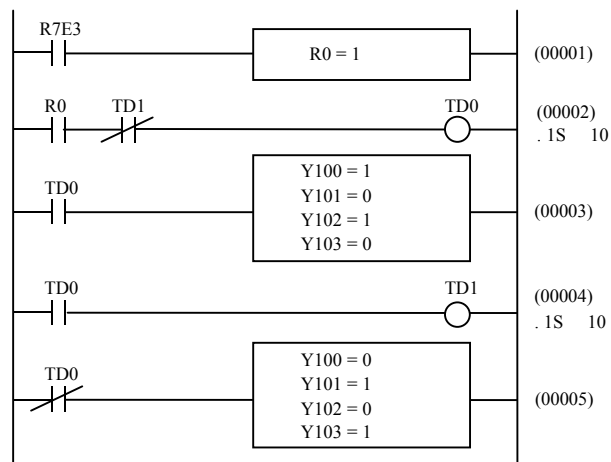 R7E3
R0 = 1
(00001)
R0 TD1 TD0
(00002)
. 1S 10
TD0
Y100 = 1
Y101 = 0
Y102 = 1
Y103 = 0
(00003)
TD0 TD1
(00004)
. 1S 10
TD0
Y100 = 0
Y101 = 1
Y102 = 0
Y103 = 1
(00005)